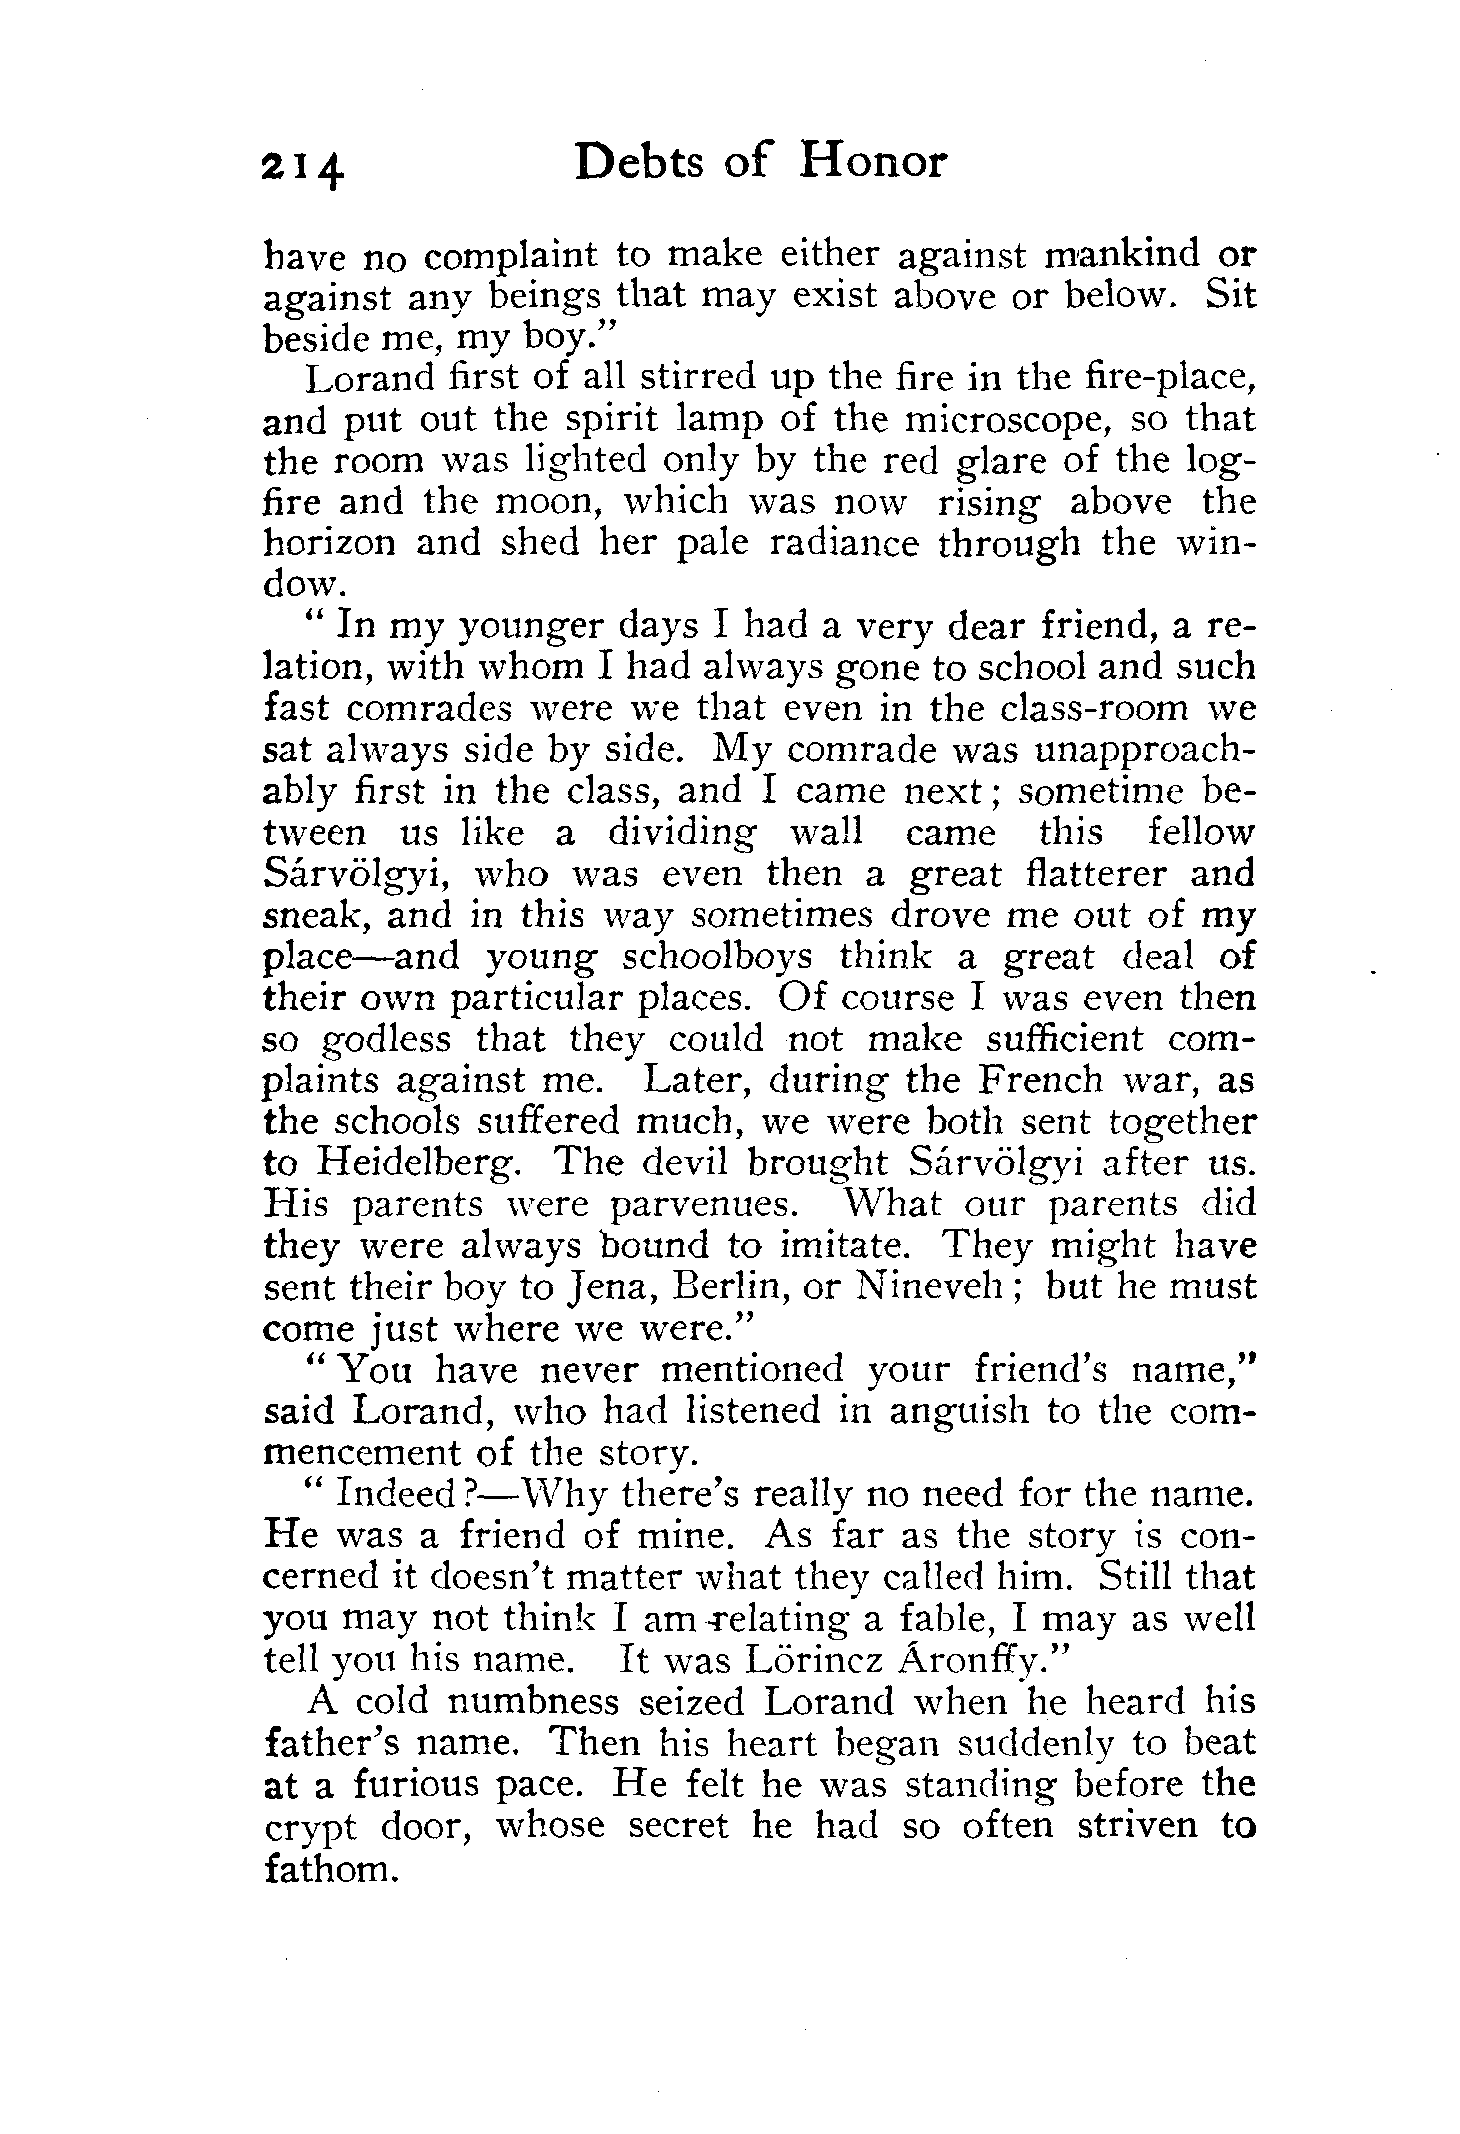 214 Debts of Honor
have no complaint to make either against mankind or
against any beings that may exist above or below. Sit
beside me, my boy."
Lorand first of all stirred up the fire in the fire-place,
and put out the spirit lamp of the microscope, so that
the room was lighted only by the red glare of the log-
fire and the moon, which was now rising above the
horizon and shed her pale radiance through the win-
dow.
" In my younger days I had a very dear friend, a re-
lation, with whom I had always gone to school and such
fast comrades were we that even in the class-room we
sat always side by side. My comrade was unapproach-
ably first in the class, and I came next; sometime be-
tween us like a dividing wall came this fellow
Sárvölgyi, who was even then a great flatterer and
sneak, and in this way sometimes drove me out of my
place—and young schoolboys think a great deal of
their own particular places. Of course I was even then
so godless that they could not make sufficient com-
plaints against me. Later, during the French war, as
the schools suffered much, we were both sent together
to Heidelberg. The devil brought Sárvölgyi after us.
His parents were parvenues. What our parents did
they were always bound to imitate. They might have
sent their boy to Jena, Berlin, or Nineveh; but he must
come just where we were."
" You have never mentioned your friend's name,"
said Lorand, who had listened in anguish to the com-
mencement of the story.
" Indeed?—Why there's really no need for the name.
He was a friend of mine. As far as the story is con-
cerned it doesn't matter what they called him. Still that
you may not think I am relating a fable, I may as well
tell you his name. It was Lörincz Áronffy."
A cold numbness seized Lorand when he heard his
father's name. Then his heart began suddenly to beat
at a furious pace. He felt he was standing before the
crypt door, whose secret he had so often striven to
fathom.